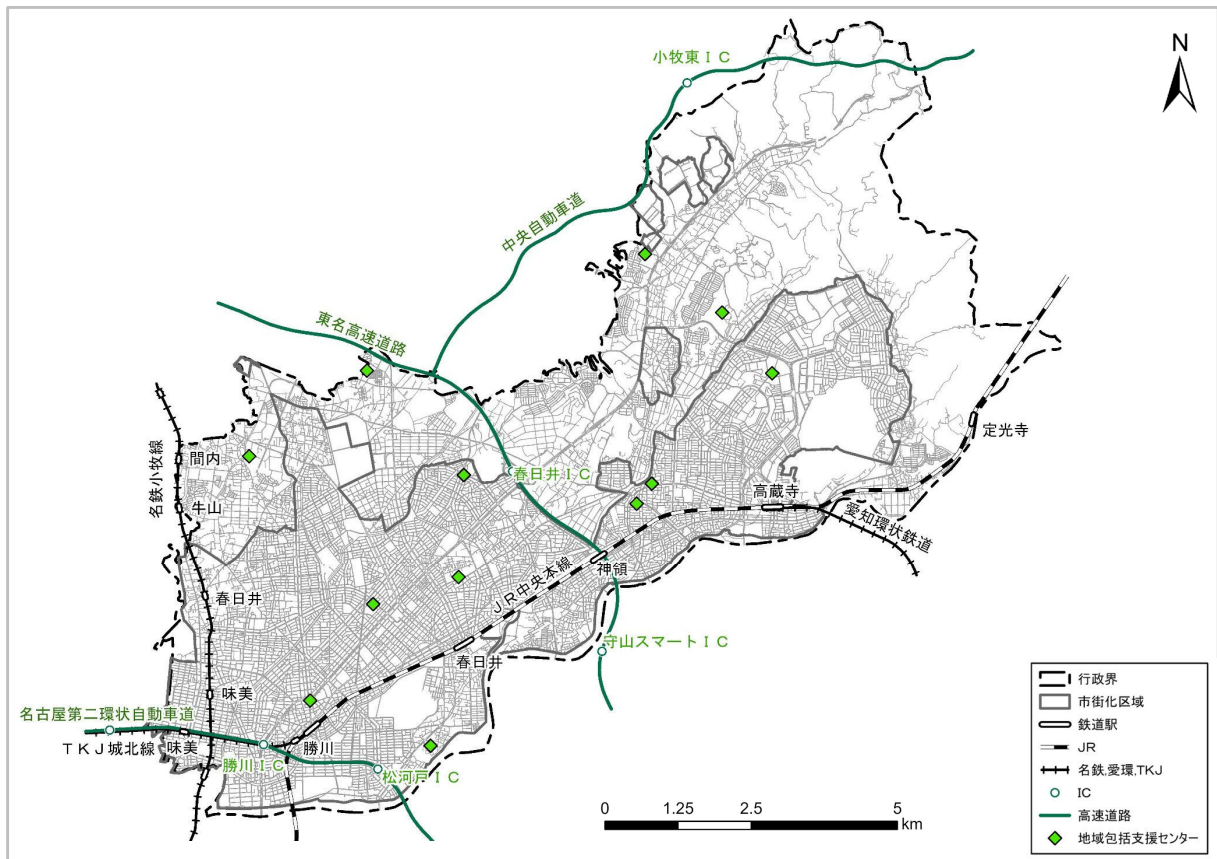 小牧東ＩＣ
N
中央自動車道
東名高速道路
名鉄小牧線
間内
牛山
春日井ＩＣ
定光寺
高蔵寺
愛知環状鉄道
春日井
ＪＲ中央本線
神領
守山スマートＩＣ
春日井
味美
名古屋第二環状自動車道
ＴＫＪ城北線
味美
勝川
勝川ＩＣ
松河戸ＩＣ
0 1.25 2.5 5
km
行政界
市街化区域
鉄道駅
JR
名鉄,愛環,TKJ
IC
高速道路
地域包括支援センター